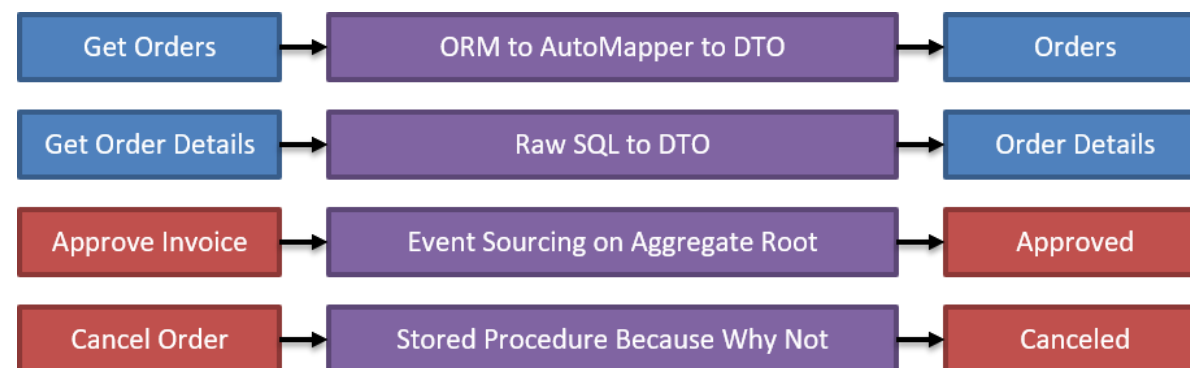 Get Orders
ORM to AutoMapper to DTO
Orders
Get Order Details
Raw SQL to DTO
Order Details
Approve Invoice
Event Sourcing on Aggregate Root
Approved
Cancel Order
Stored Procedure Because Why Not
Canceled